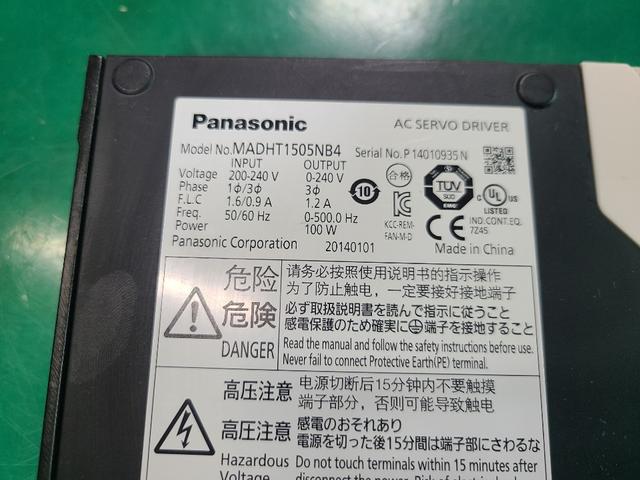 Panasonic
AC SERVO DRIVER
Model No. MADHT1505NB4 Serial No. P14010935N
INPUT OUTPUT
Voltage 200-240 V 0-240 V
Phase 1ϕ/3ϕ 3ϕ
F.L.C 1.6/0.9 A 1.2 A
Freq. 50/60 Hz 0-500.0 Hz
Power 100 W
Panasonic Corporation 20140101
合格
10
KCC-REM-
FAN-M-D
TÜV
SÜD
C UL US
LISTED
IND.CONT.EQ.
7Z45
CE
Made in China
危险 请务必按照使用说明书的指示操作
为了防止触电，一定要接好接地端子
危険 必ず取扱説明書を読んで指示に従うこと
感電保護のため確実に⏚端子を接地すること
DANGER Read the manual and follow the safety instructions before use.
Never fail to connect Protective Earth(PE) terminal.
高压注意 电源切断后15分钟内不要触摸
端子部分，否则可能导致触电
高圧注意 感電のおそれあり
電源を切った後15分間は端子部にさわるな
Hazardous Do not touch terminals within 15 minutes after
Voltage disconnect the power. Risk of